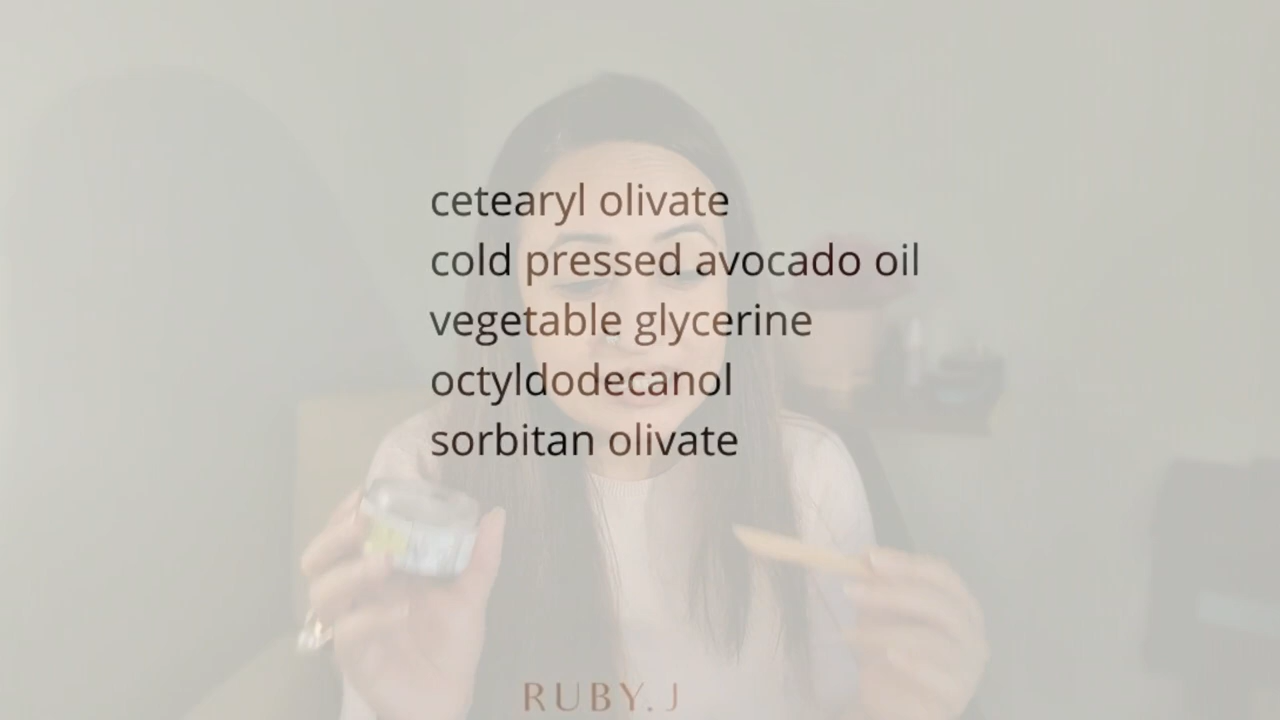 cetearyl olivate
cold pressed avocado oil
vegetable glycerine
octyldodecanol
sorbitan olivate
RUBY. J